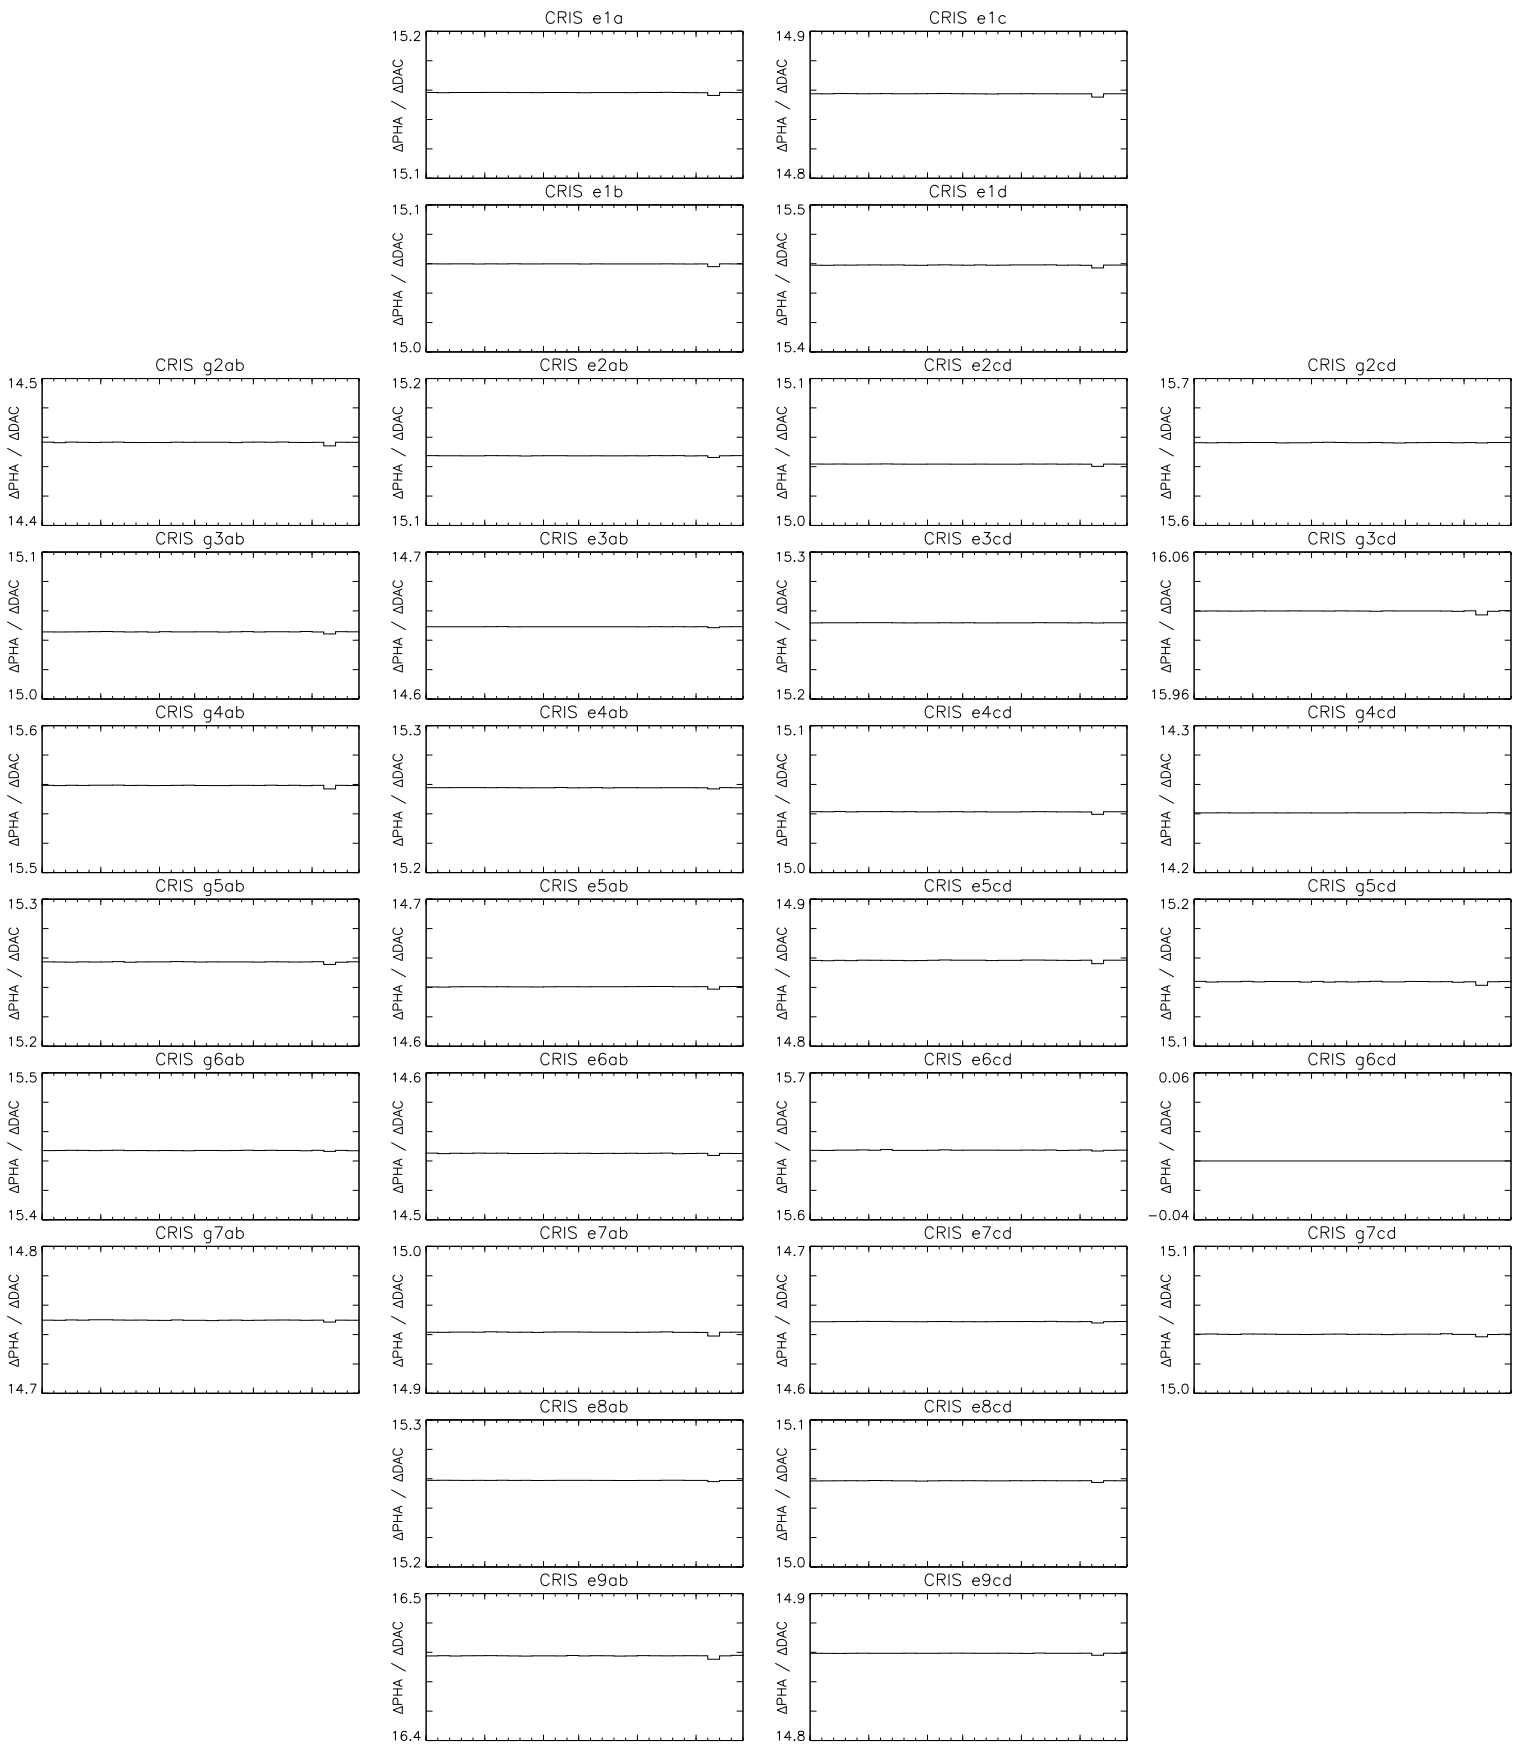 CRIS e1a
15.2
ΔPHA / ΔDAC
15.1
CRIS e1c
14.9
ΔPHA / ΔDAC
14.8
CRIS e1b
15.1
ΔPHA / ΔDAC
15.0
CRIS e1d
15.5
ΔPHA / ΔDAC
15.4
CRIS g2ab
14.5
ΔPHA / ΔDAC
14.4
CRIS e2ab
15.2
ΔPHA / ΔDAC
15.1
CRIS e2cd
15.1
ΔPHA / ΔDAC
15.0
CRIS g2cd
15.7
ΔPHA / ΔDAC
15.6
CRIS g3ab
15.1
ΔPHA / ΔDAC
15.0
CRIS e3ab
14.7
ΔPHA / ΔDAC
14.6
CRIS e3cd
15.3
ΔPHA / ΔDAC
15.2
CRIS g3cd
16.06
ΔPHA / ΔDAC
15.96
CRIS g4ab
15.6
ΔPHA / ΔDAC
15.5
CRIS e4ab
15.3
ΔPHA / ΔDAC
15.2
CRIS e4cd
15.1
ΔPHA / ΔDAC
15.0
CRIS g4cd
14.3
ΔPHA / ΔDAC
14.2
CRIS g5ab
15.3
ΔPHA / ΔDAC
15.2
CRIS e5ab
14.7
ΔPHA / ΔDAC
14.6
CRIS e5cd
14.9
ΔPHA / ΔDAC
14.8
CRIS g5cd
15.2
ΔPHA / ΔDAC
15.1
CRIS g6ab
15.5
ΔPHA / ΔDAC
15.4
CRIS e6ab
14.6
ΔPHA / ΔDAC
14.5
CRIS e6cd
15.7
ΔPHA / ΔDAC
15.6
CRIS g6cd
0.06
ΔPHA / ΔDAC
−0.04
CRIS g7ab
14.8
ΔPHA / ΔDAC
14.7
CRIS e7ab
15.0
ΔPHA / ΔDAC
14.9
CRIS e7cd
14.7
ΔPHA / ΔDAC
14.6
CRIS g7cd
15.1
ΔPHA / ΔDAC
15.0
CRIS e8ab
15.3
ΔPHA / ΔDAC
15.2
CRIS e8cd
15.1
ΔPHA / ΔDAC
15.0
CRIS e9ab
16.5
ΔPHA / ΔDAC
16.4
CRIS e9cd
14.9
ΔPHA / ΔDAC
14.8